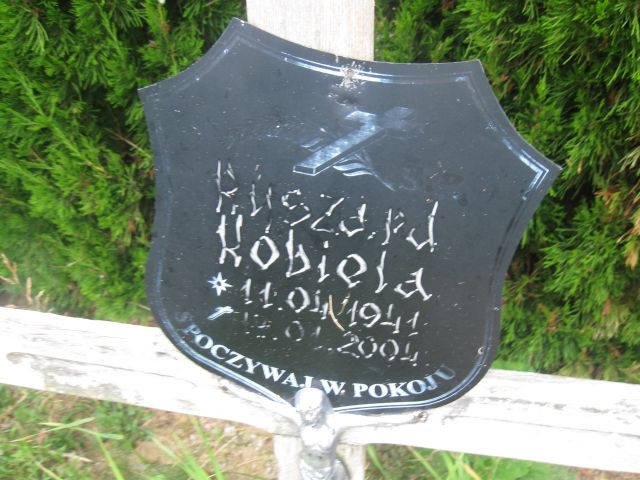 Ryszard
Kobiela
11.04.1941
.01.2004
SPOCZYWAJ W POKOJU